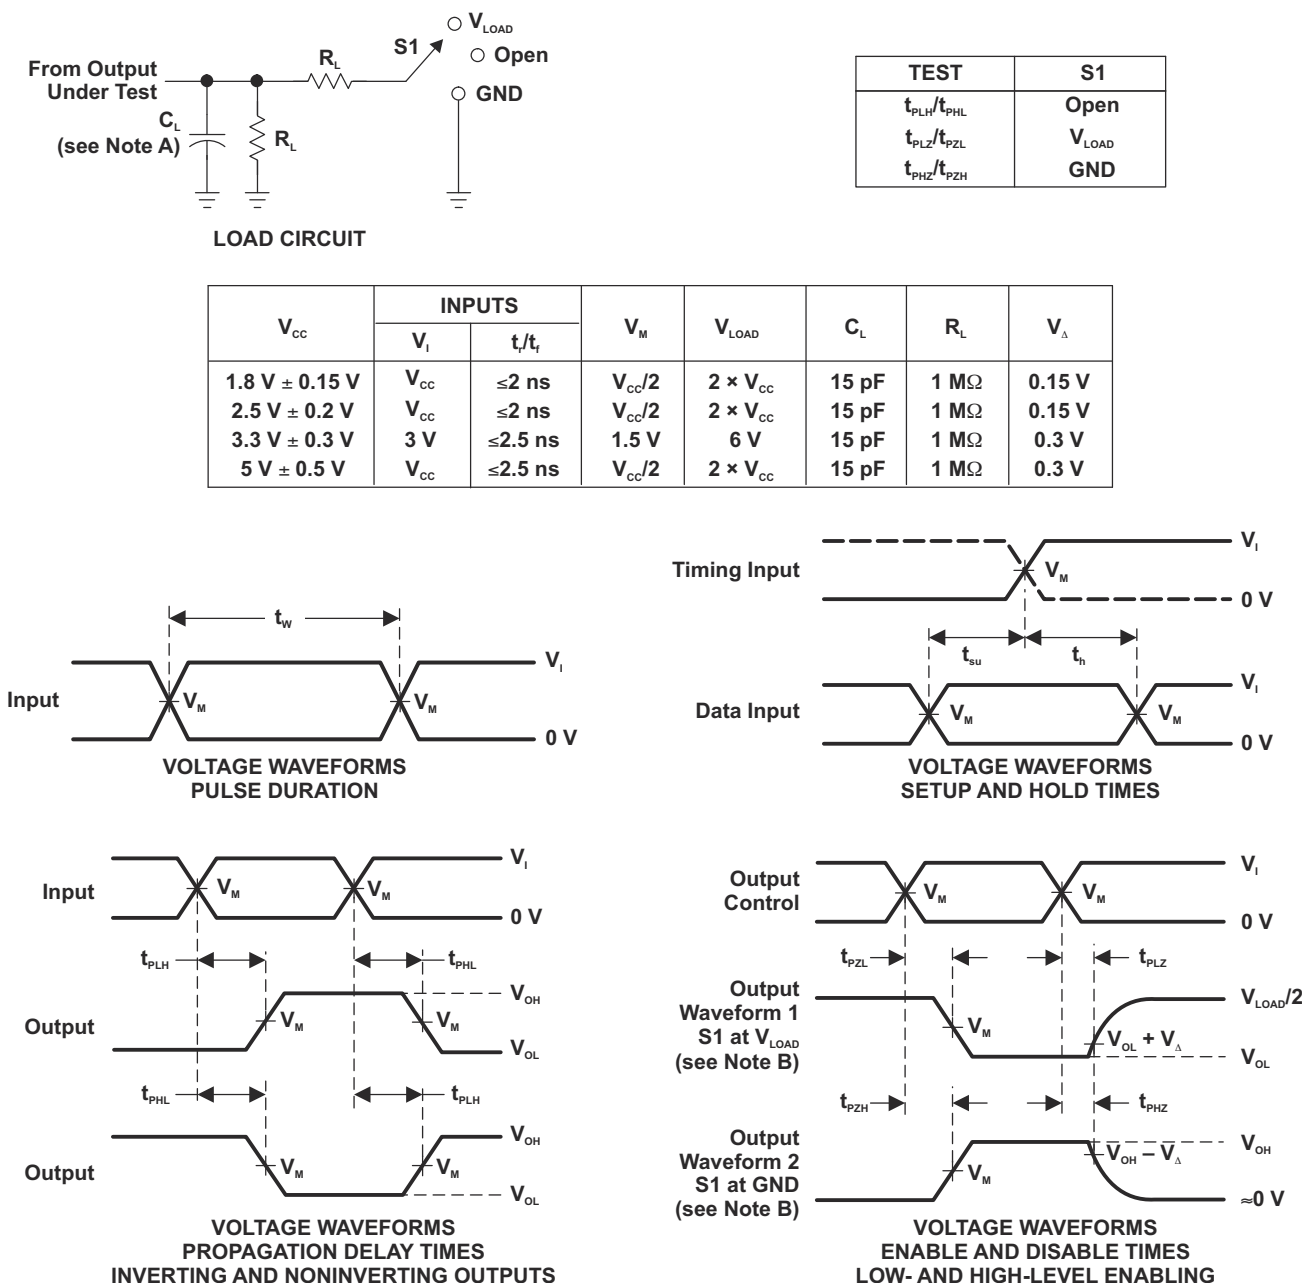 V_LOAD
S1
Open
R_L
From Output
Under Test
GND
C_L
(see Note A)
R_L
LOAD CIRCUIT
TEST S1
t_PLH/t_PHL Open
t_PLZ/t_PZL V_LOAD
t_PHZ/t_PZH GND
V_CC INPUTS V_M V_LOAD C_L R_L V_Δ
V_I t_r/t_f
1.8 V ± 0.15 V V_CC ≤2 ns V_CC/2 2 × V_CC 15 pF 1 MΩ 0.15 V
2.5 V ± 0.2 V V_CC ≤2 ns V_CC/2 2 × V_CC 15 pF 1 MΩ 0.15 V
3.3 V ± 0.3 V 3 V ≤2.5 ns 1.5 V 6 V 15 pF 1 MΩ 0.3 V
5 V ± 0.5 V V_CC ≤2.5 ns V_CC/2 2 × V_CC 15 pF 1 MΩ 0.3 V
t_W
Input
V_M
V_M
V_I
0 V
VOLTAGE WAVEFORMS
PULSE DURATION
Timing Input
V_M
V_I
0 V
t_su
t_h
Data Input
V_M
V_M
V_I
0 V
VOLTAGE WAVEFORMS
SETUP AND HOLD TIMES
Input
V_M
V_M
V_I
0 V
t_PLH
t_PHL
Output
V_M
V_M
V_OH
V_OL
t_PHL
t_PLH
Output
V_M
V_M
V_OH
V_OL
VOLTAGE WAVEFORMS
PROPAGATION DELAY TIMES
INVERTING AND NONINVERTING OUTPUTS
Output
Control
V_M
V_M
V_I
0 V
t_PZL
t_PLZ
Output
Waveform 1
S1 at V_LOAD
(see Note B)
V_M
V_OL + V_Δ
V_LOAD/2
V_OL
t_PZH
t_PHZ
Output
Waveform 2
S1 at GND
(see Note B)
V_M
V_OH − V_Δ
V_OH
≈0 V
VOLTAGE WAVEFORMS
ENABLE AND DISABLE TIMES
LOW- AND HIGH-LEVEL ENABLING